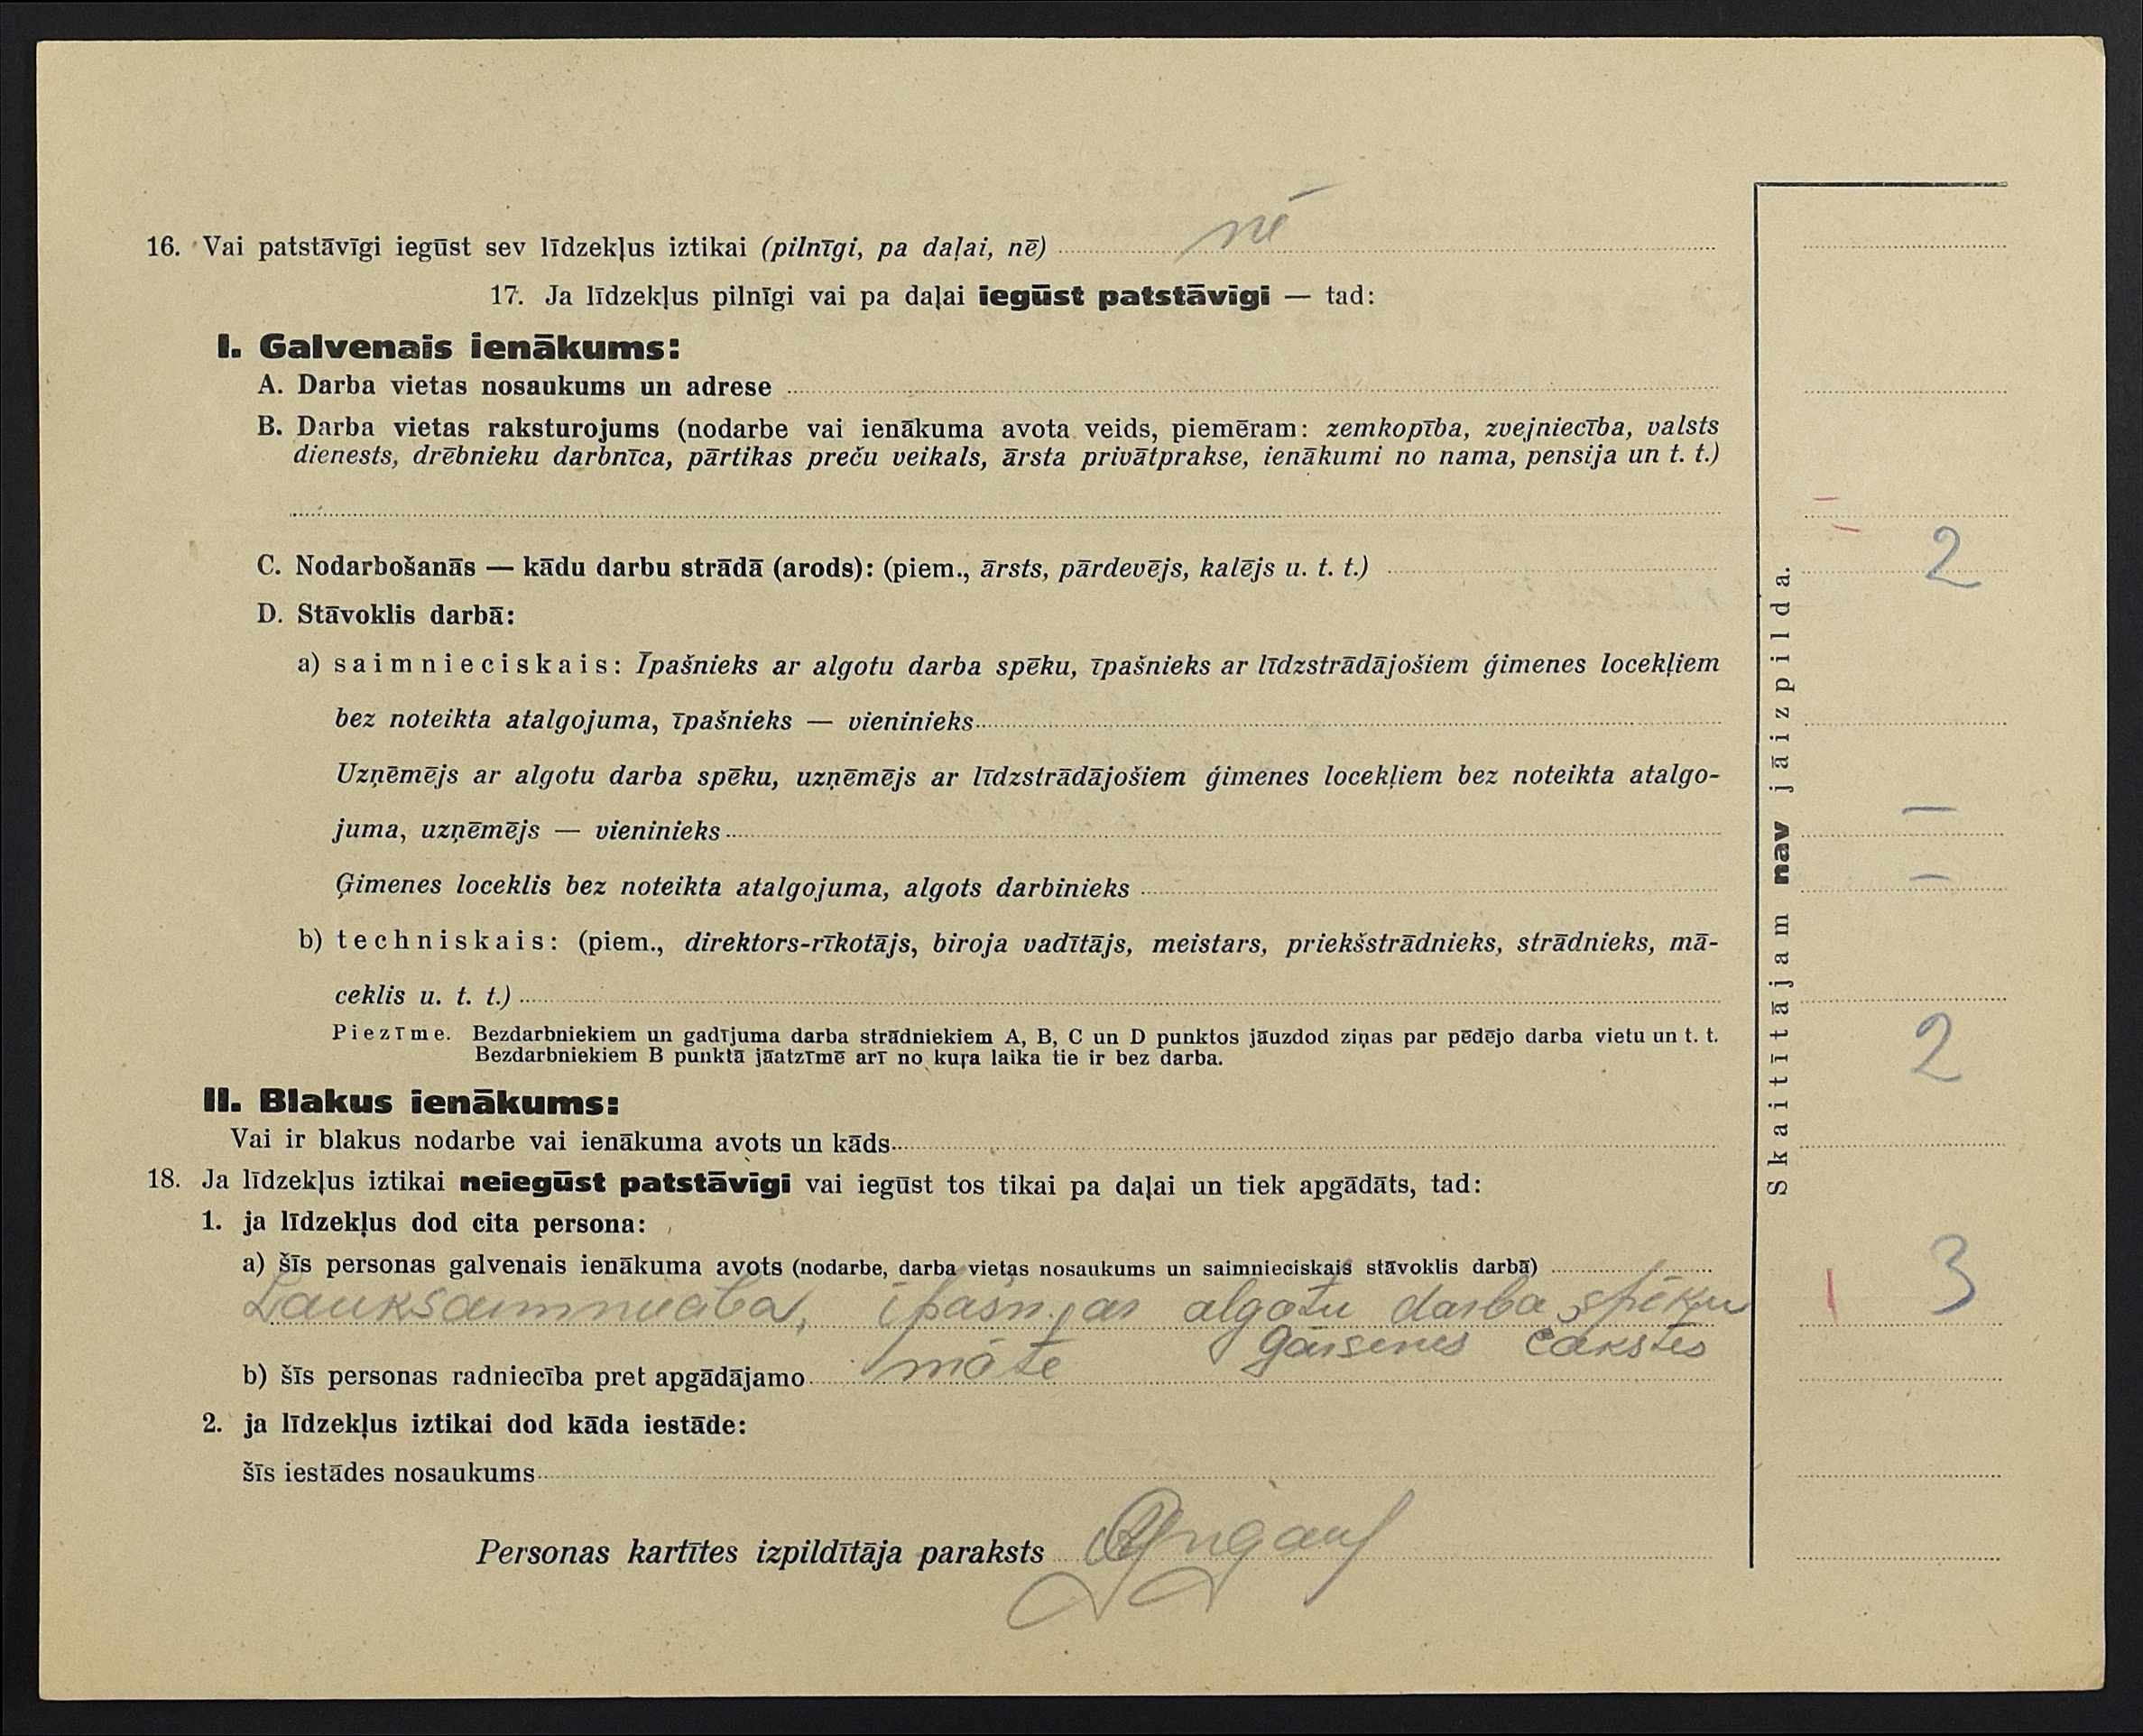 16. Vai patstāvīgi iegūst sev līdzekļus iztikai (pilnīgi, pa daļai, nē) nē
17. Ja līdzekļus pilnīgi vai pa daļai iegūst patstāvīgi — tad:
I. Galvenais ienākums:
A. Darba vietas nosaukums un adrese
B. Darba vietas raksturojums (nodarbe vai ienākuma avota veids, piemēram: zemkopība, zvejniecība, valsts
dienests, drēbnieku darbnīca, pārtikas preču veikals, ārsta privātprakse, ienākumi no nama, pensija un t. t.)
C. Nodarbošanās — kādu darbu strādā (arods): (piem., ārsts, pārdevējs, kalējs u. t. t.)
2
D. Stāvoklis darbā:
a) saimnieciskais: Īpašnieks ar algotu darba spēku, īpašnieks ar līdzstrādājošiem ģimenes locekļiem
bez noteikta atalgojuma, īpašnieks — vieninieks
Uzņēmējs ar algotu darba spēku, uzņēmējs ar līdzstrādājošiem ģimenes locekļiem bez noteikta atalgo-
juma, uzņēmējs — vieninieks
—
Ģimenes loceklis bez noteikta atalgojuma, algots darbinieks
—
b) techniskais: (piem., direktors-rīkotājs, biroja vadītājs, meistars, priekšstrādnieks, strādnieks, mā-
ceklis u. t. t.)
Piezīme. Bezdarbniekiem un gadījuma darba strādniekiem A, B, C un D punktos jāuzdod ziņas par pēdējo darba vietu un t. t.
Bezdarbniekiem B punktā jāatzīmē arī no kuŗa laika tie ir bez darba.
2
II. Blakus ienākums:
Vai ir blakus nodarbe vai ienākuma avots un kāds
18. Ja līdzekļus iztikai neiegūst patstāvīgi vai iegūst tos tikai pa daļai un tiek apgādāts, tad:
1. ja līdzekļus dod cita persona:
a) šīs personas galvenais ienākuma avots (nodarbe, darba vietas nosaukums un saimnieciskais stāvoklis darbā)
Lauksaimniecība, īpašn. ar algotu darba spēku
1 3
Gārsenes
b) šīs personas radniecība pret apgādājamo māte
2. ja līdzekļus iztikai dod kāda iestāde:
šīs iestādes nosaukums
Personas kartītes izpildītāja paraksts
Skaitītājam nav jāizpilda.